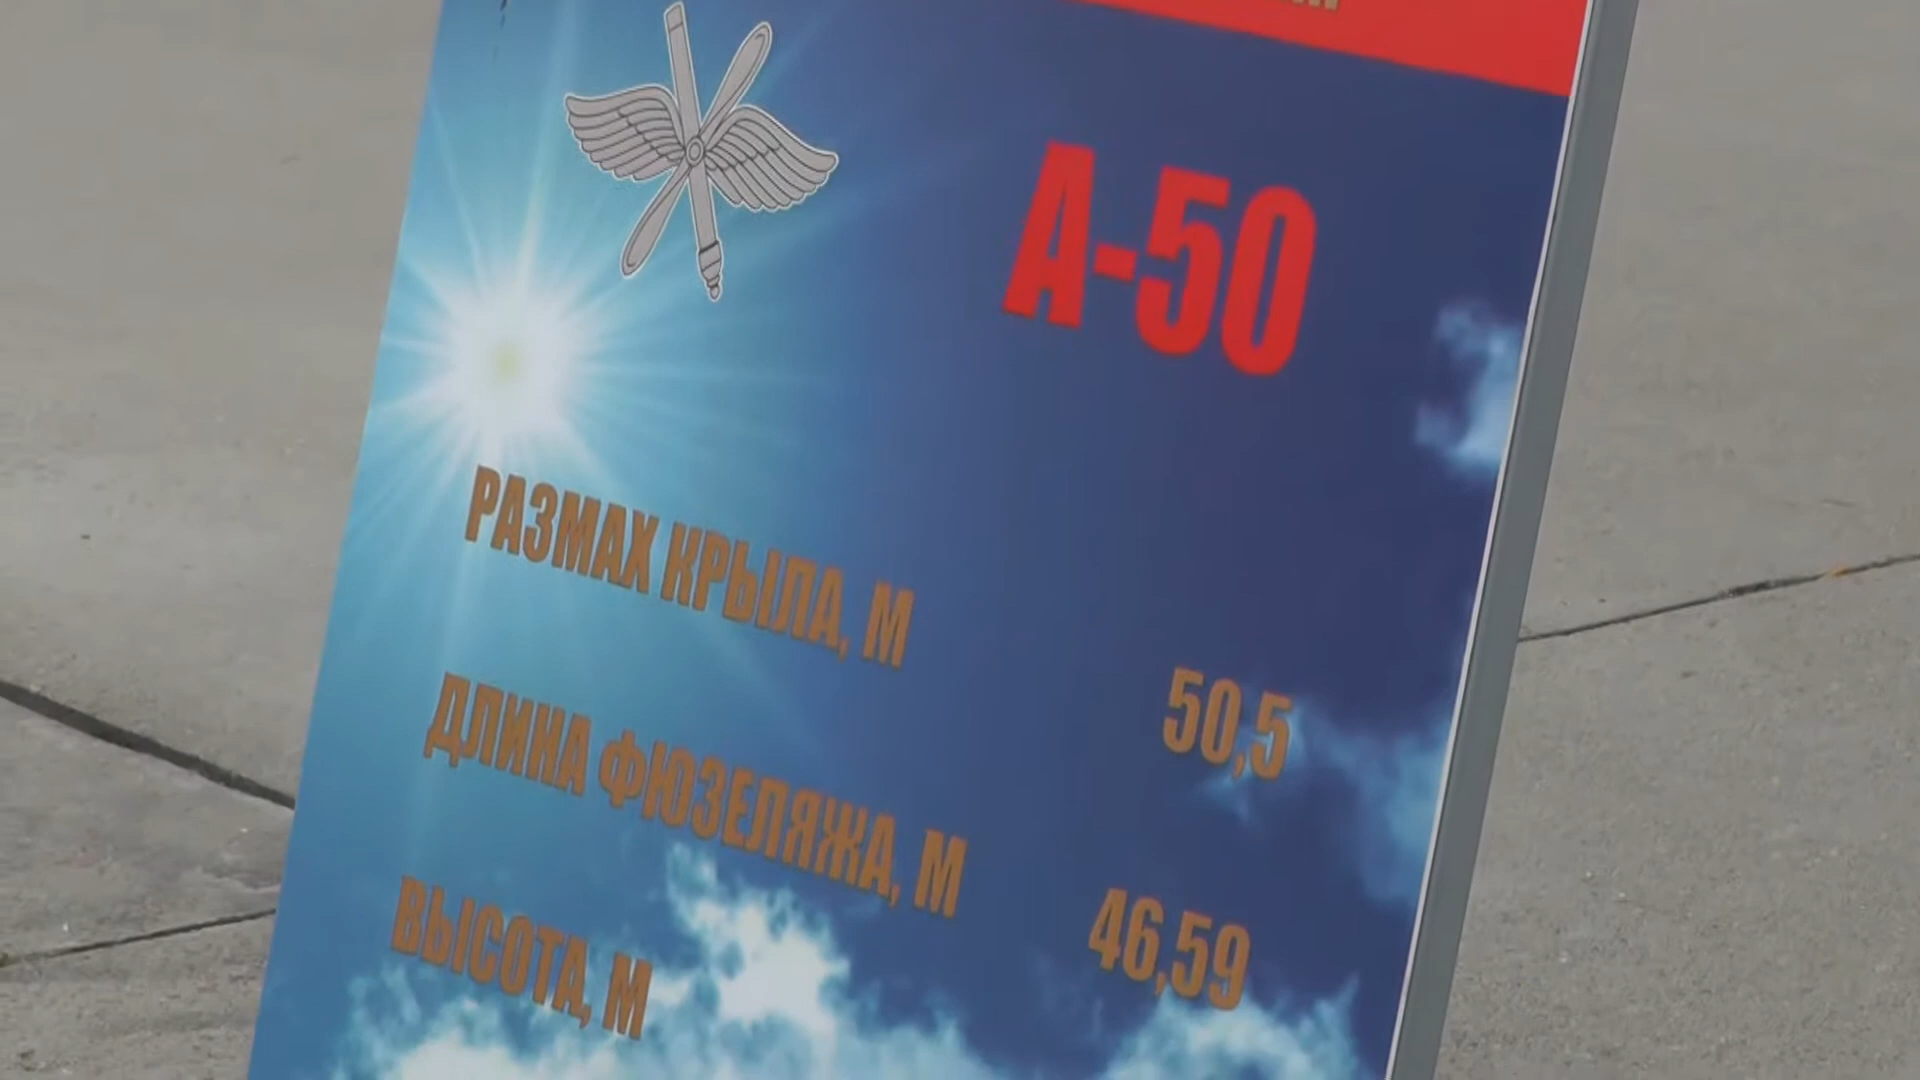 А-50
РАЗМАХ КРЫЛА, М 50,5
ДЛИНА ФЮЗЕЛЯЖА, М 46,59
ВЫСОТА, М